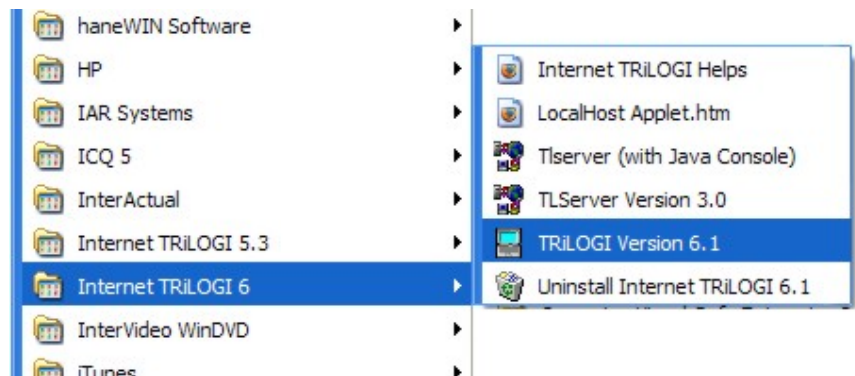 haneWIN Software
HP
IAR Systems
ICQ 5
InterActual
Internet TRiLOGI 5.3
Internet TRiLOGI 6
InterVideo WinDVD
iTunes
Internet TRiLOGI Helps
LocalHost Applet.htm
Tlserver (with Java Console)
TLServer Version 3.0
TRiLOGI Version 6.1
Uninstall Internet TRiLOGI 6.1